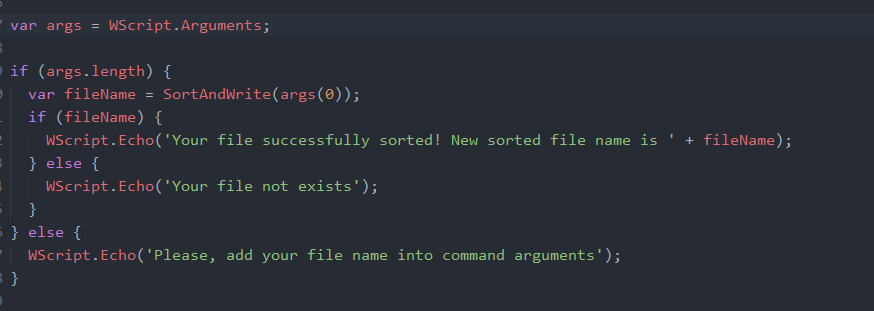 var args = WScript.Arguments;
if (args.length) {
var fileName = SortAndWrite(args(0));
if (fileName) {
WScript.Echo('Your file successfully sorted! New sorted file name is ' + fileName);
} else {
WScript.Echo('Your file not exists');
}
} else {
WScript.Echo('Please, add your file name into command arguments');
}